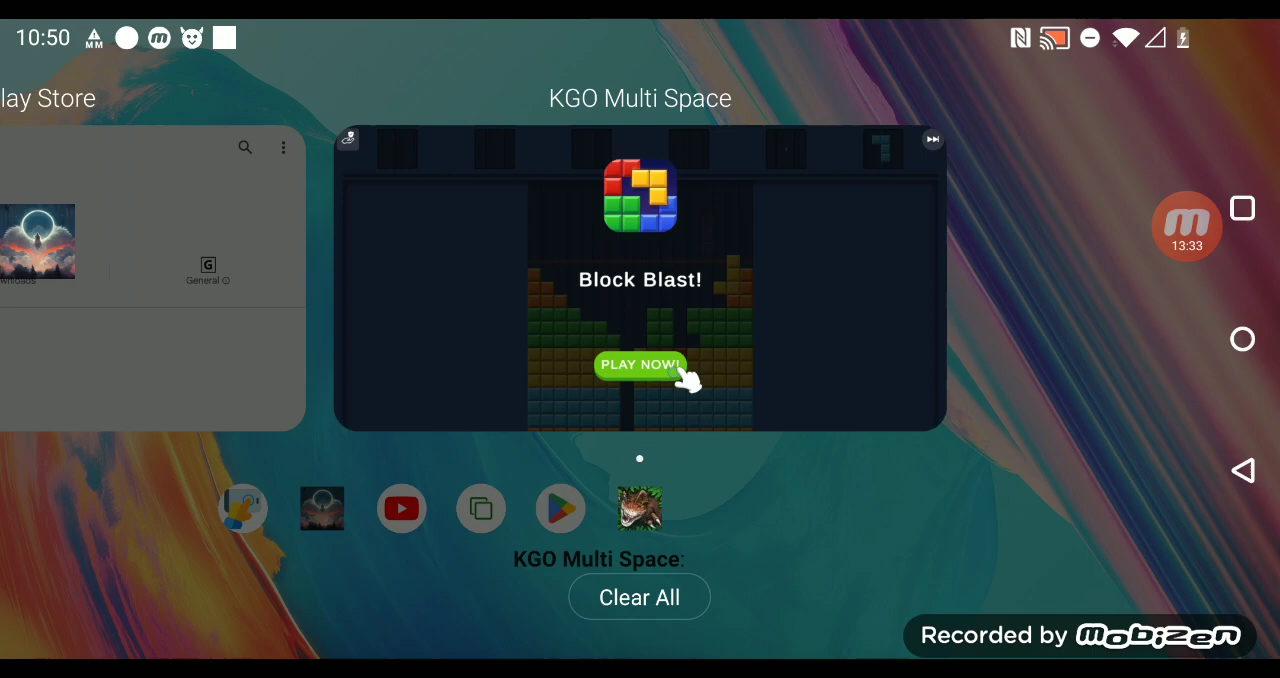 10:50
MM
lay Store
KGO Multi Space
Block Blast!
PLAY NOW!
G
General
m
13:33
KGO Multi Space:
Clear All
Recorded by mobizen